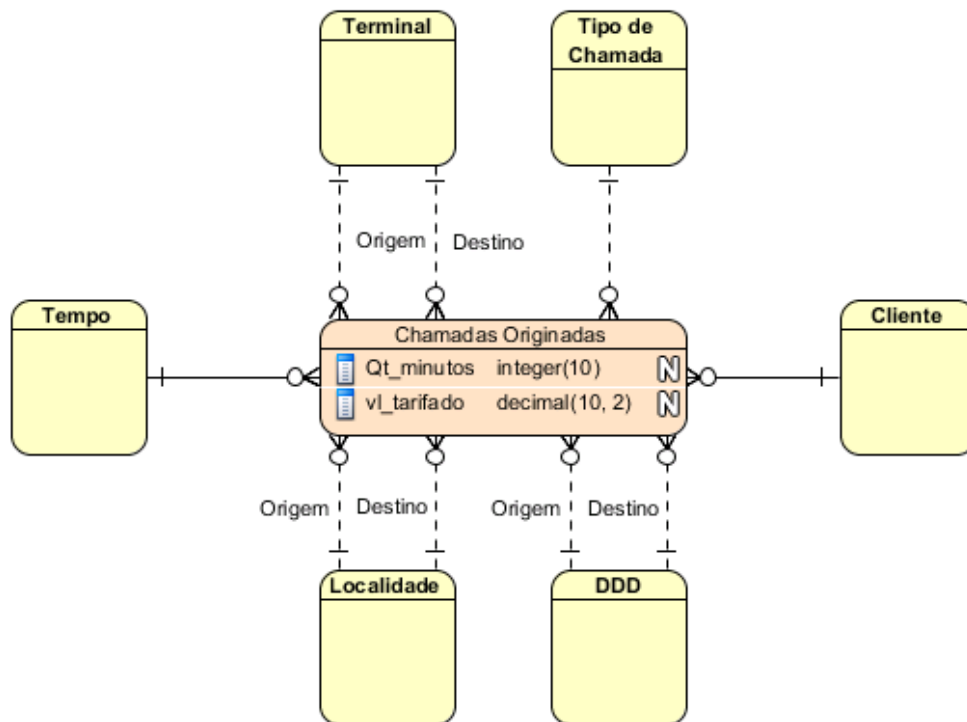 Terminal
Tipo de
Chamada
Origem
Destino
Tempo
Chamadas Originadas
Qt_minutos integer(10) N
vl_tarifado decimal(10, 2) N
Cliente
Origem
Destino
Origem
Destino
Localidade
DDD